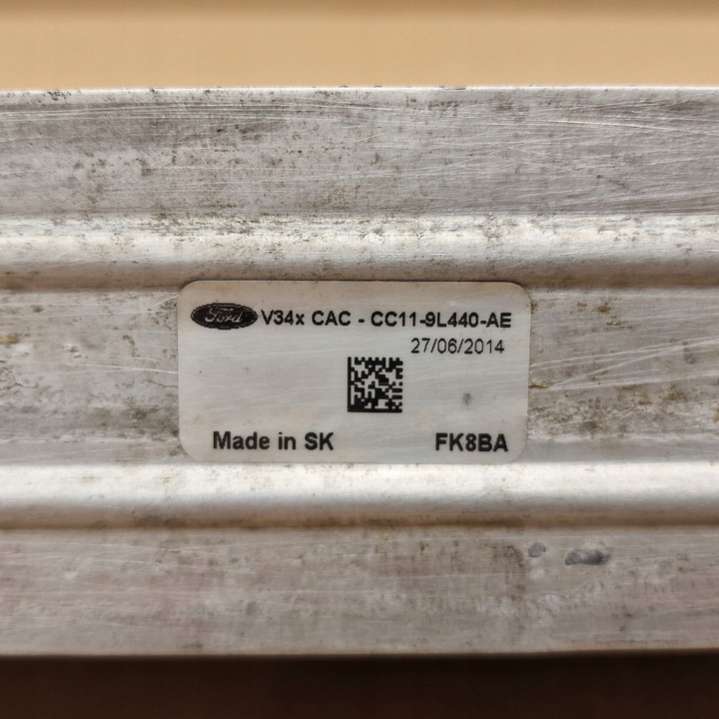 Ford V34x CAC - CC11-9L440-AE
27/06/2014
Made in SK FK8BA